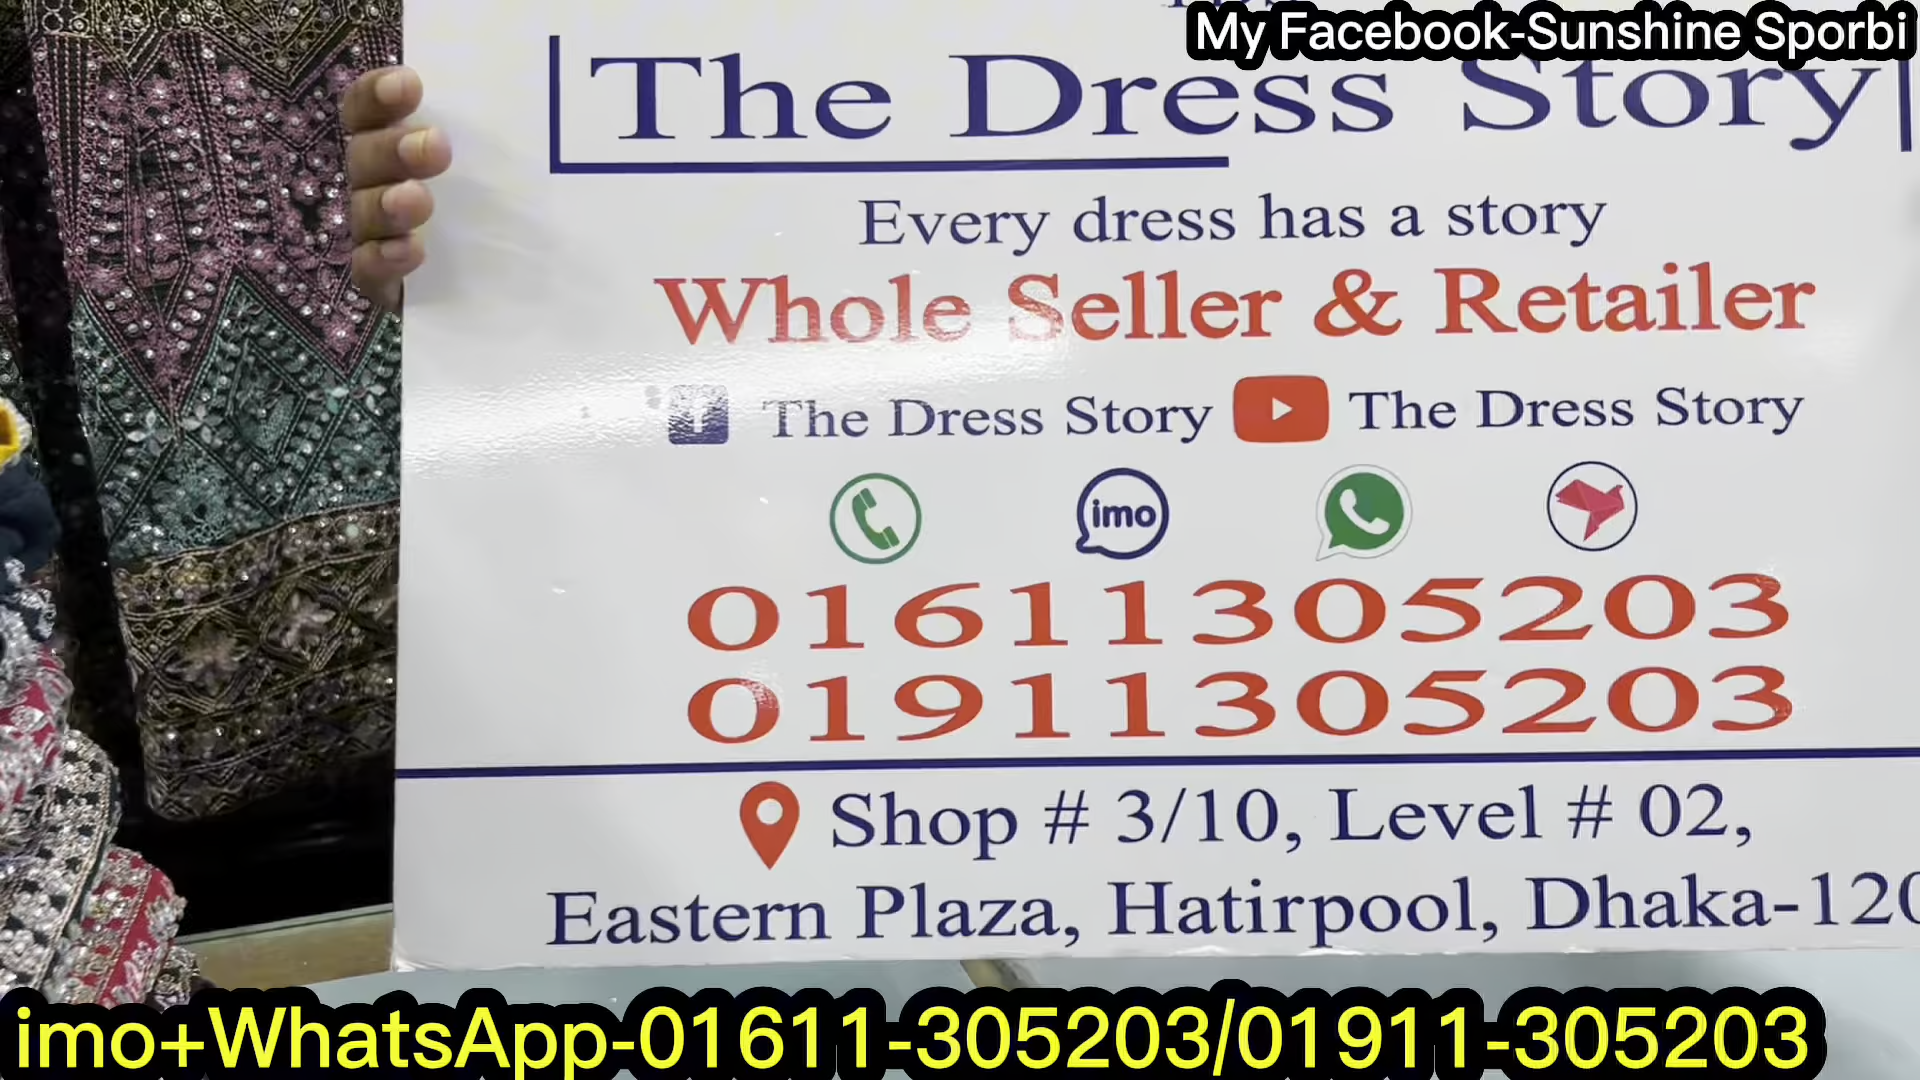 My Facebook-Sunshine Sporbi
The Dress Story
Every dress has a story
Whole Seller & Retailer
The Dress Story The Dress Story
imo
01611305203
01911305203
Shop # 3/10, Level # 02,
Eastern Plaza, Hatirpool, Dhaka-120
imo+WhatsApp-01611-305203/01911-305203